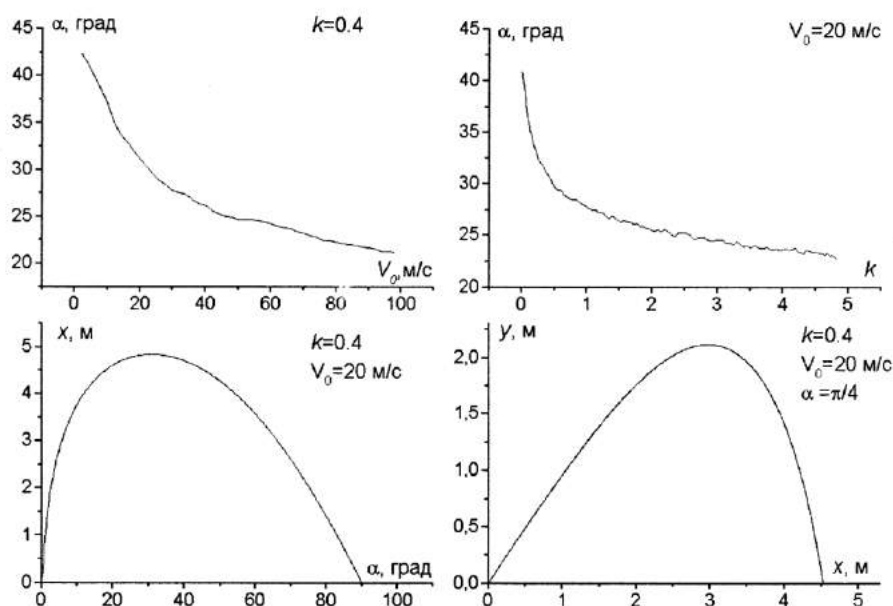 α, град
k=0.4
45
40
35
30
25
20
V₀,м/с
0 20 40 60 80 100
α, град
V₀=20 м/с
45
40
35
30
25
20
k
0 1 2 3 4 5
x, м
k=0.4
V₀=20 м/с
5
4
3
2
1
0
α, град
0 20 40 60 80 100
y, м
k=0.4
V₀=20 м/с
α =π/4
2,0
1,5
1,0
0,5
0,0
x, м
0 1 2 3 4 5